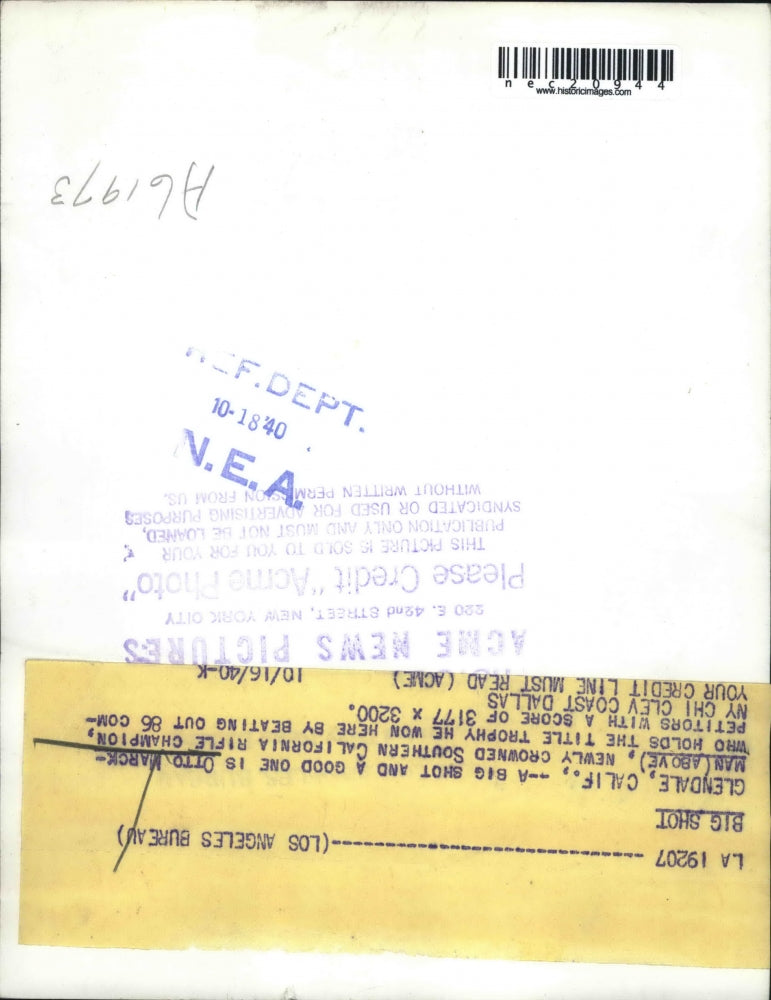 nec20944
www.historicimages.com
A61973
REF.DEPT.
10-18'40
N.E.A.
ACME NEWS PICTURES
220 E. 42nd STREET, NEW YORK CITY
Please Credit "Acme Photo"
THIS PICTURE IS SOLD TO YOU FOR YOUR
PUBLICATION ONLY AND MUST NOT BE LOANED,
SYNDICATED OR USED FOR ADVERTISING PURPOSES
WITHOUT WRITTEN PERMISSION FROM US.
LA 19207 (LOS ANGELES BUREAU)
BIG SHOT
GLENDALE, CALIF., -- A BIG SHOT AND A GOOD ONE IS OTTO MARCK-
MAN (ABOVE), NEWLY CROWNED SOUTHERN CALIFORNIA RIFLE CHAMPION,
WHO HOLDS THE TITLE TROPHY HE WON HERE BY BEATING OUT 86 COM-
PETITORS WITH A SCORE OF 3177 X 3200.
NY CHI CLEV COAST DALLAS
YOUR CREDIT LINE MUST READ (ACME) 10/16/40-K